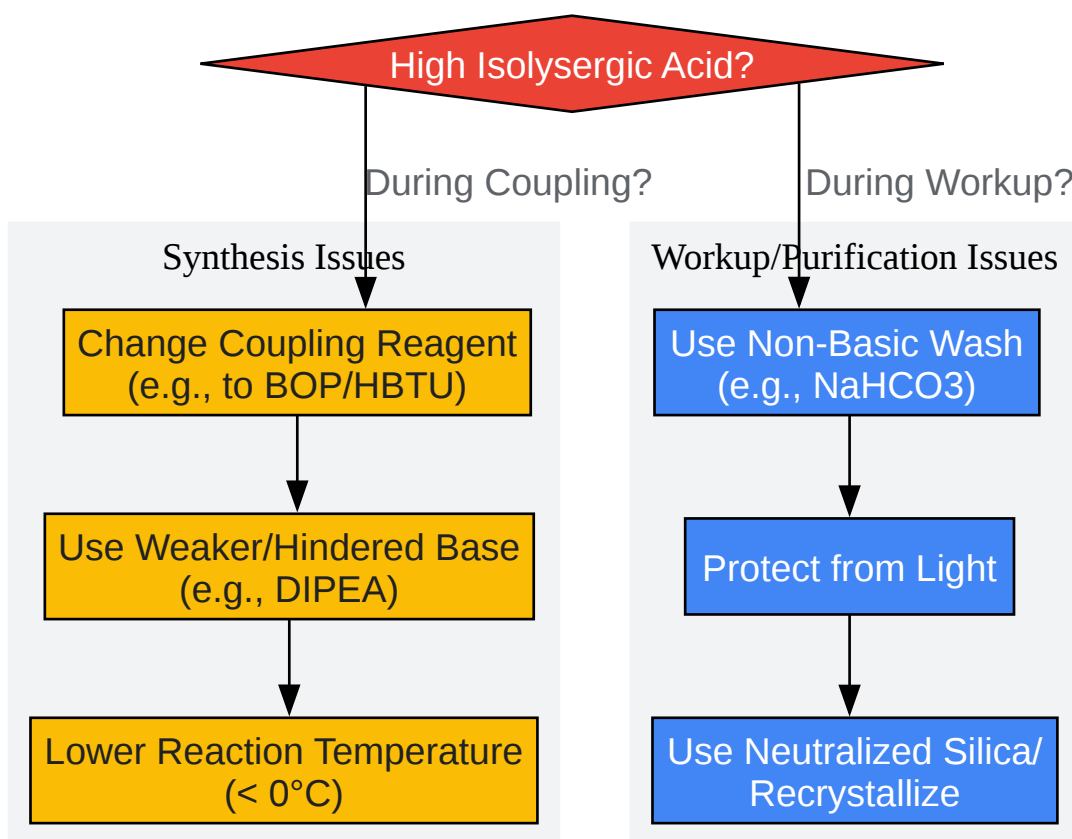 High Isolysergic Acid?
During Coupling?
During Workup?
Synthesis Issues
Workup/Purification Issues
Change Coupling Reagent
(e.g., to BOP/HBTU)
Use Non-Basic Wash
(e.g., NaHCO3)
Use Weaker/Hindered Base
(e.g., DIPEA)
Protect from Light
Lower Reaction Temperature
(< 0°C)
Use Neutralized Silica/
Recrystallize